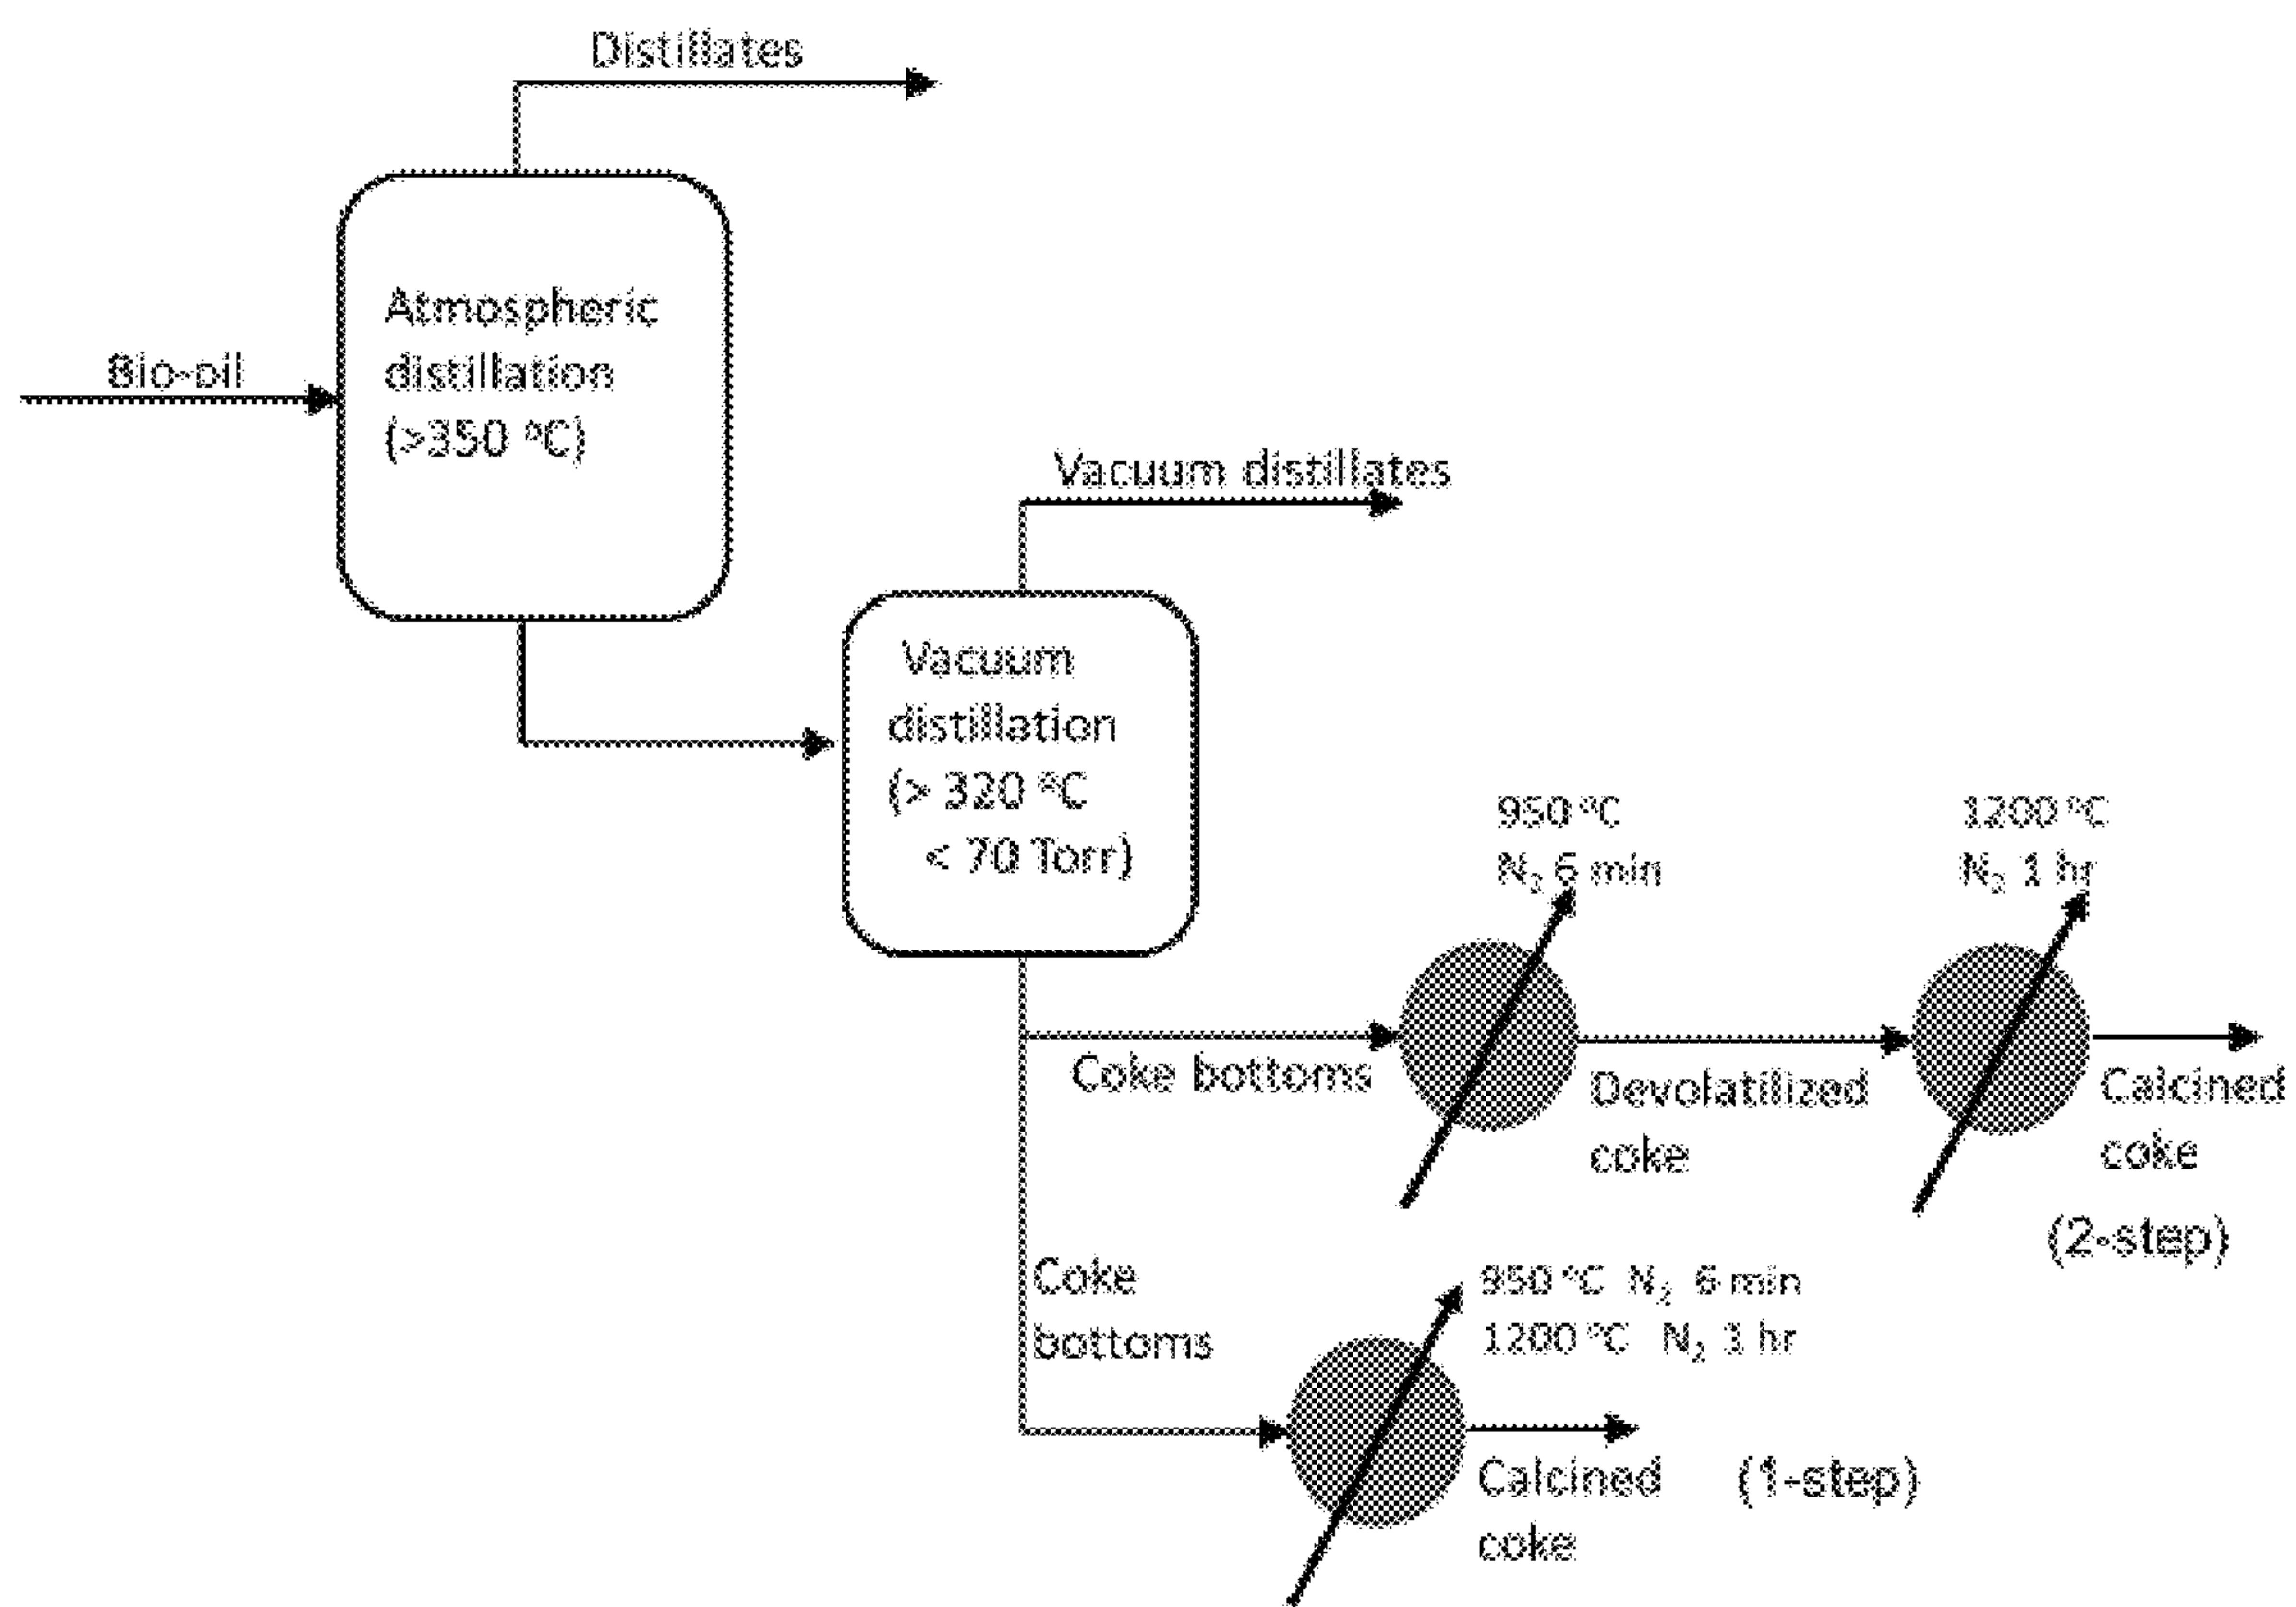 Distillates
Bio-oil
Atmospheric
distillation
(>350 °C)
Vacuum distillates
Vacuum
distillation
(> 320 °C
< 70 Torr)
950 °C
N₂ 6 min
1200 °C
N₂ 1 hr
Coke bottoms
Devolatilized
coke
Calcined
coke
(2-step)
Coke
bottoms
950 °C N₂ 6 min
1200 °C N₂ 1 hr
Calcined
coke
(1-step)